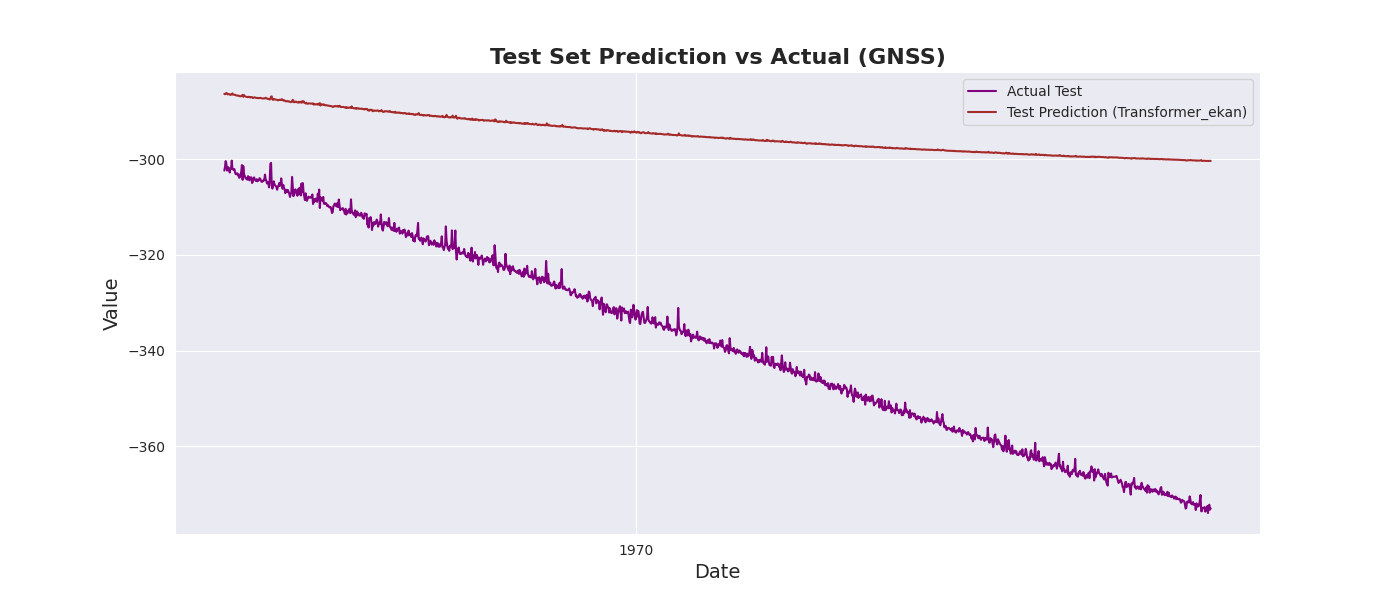 Test Set Prediction vs Actual (GNSS)
Actual Test
Test Prediction (Transformer_ekan)
Value
−300
−320
−340
−360
1970
Date